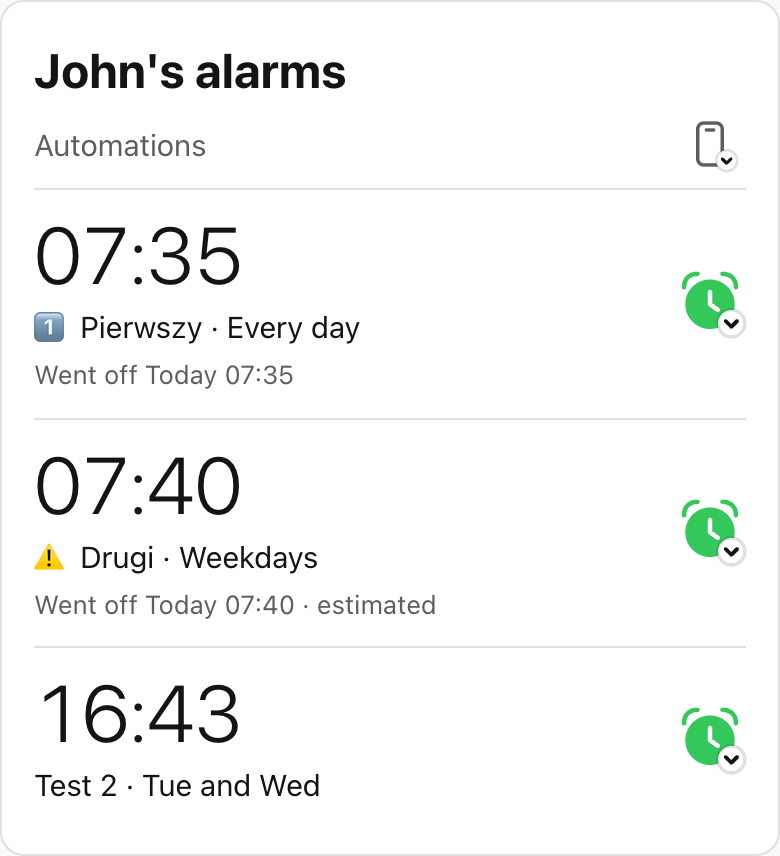 John's alarms
Automations
07:35
1️⃣ Pierwszy · Every day
Went off Today 07:35
07:40
⚠️ Drugi · Weekdays
Went off Today 07:40 · estimated
16:43
Test 2 · Tue and Wed